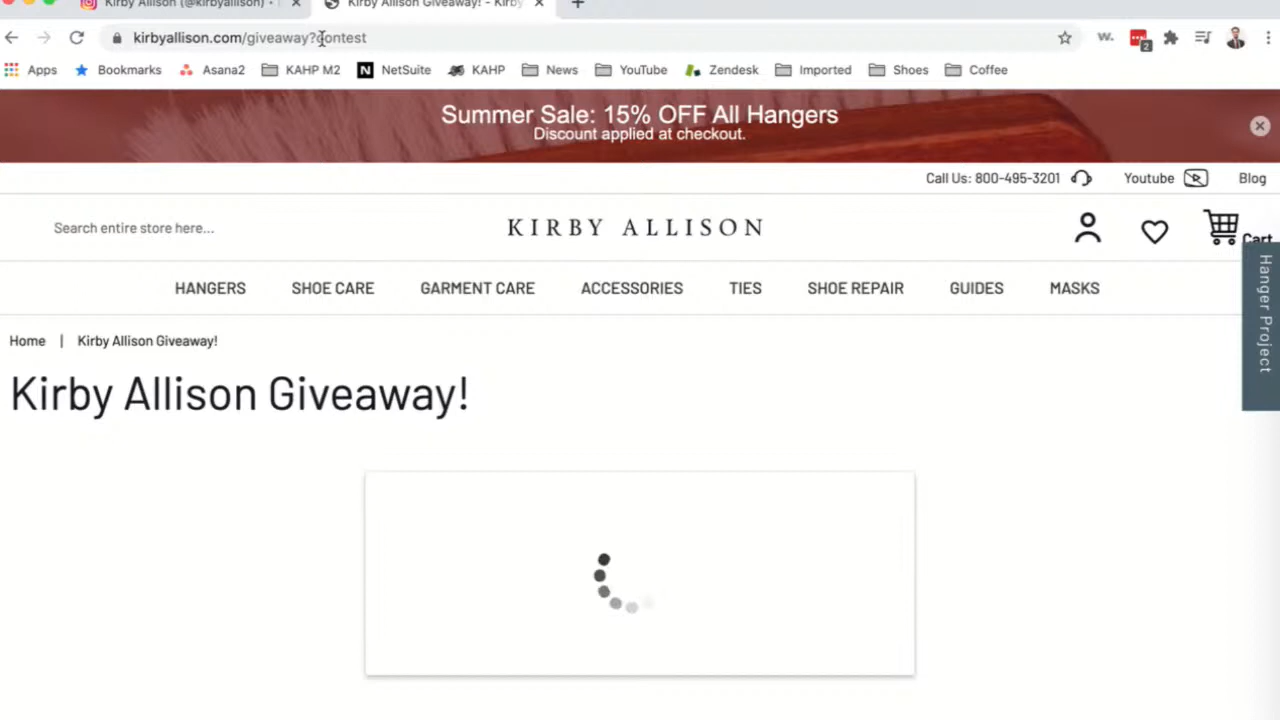 Kirby Allison (@kirbyallison) •
Kirby Allison Giveaway! - Kirby
kirbyallison.com/giveaway?contest
w.
2
Apps
Bookmarks
Asana2
KAHP M2
N
NetSuite
KAHP
News
YouTube
Zendesk
Imported
Shoes
Coffee
Summer Sale: 15% OFF All Hangers
Discount applied at checkout.
Call Us: 800-495-3201
Youtube
Blog
Search entire store here...
KIRBY ALLISON
Cart
HANGERS
SHOE CARE
GARMENT CARE
ACCESSORIES
TIES
SHOE REPAIR
GUIDES
MASKS
Hanger Project
Home | Kirby Allison Giveaway!
Kirby Allison Giveaway!